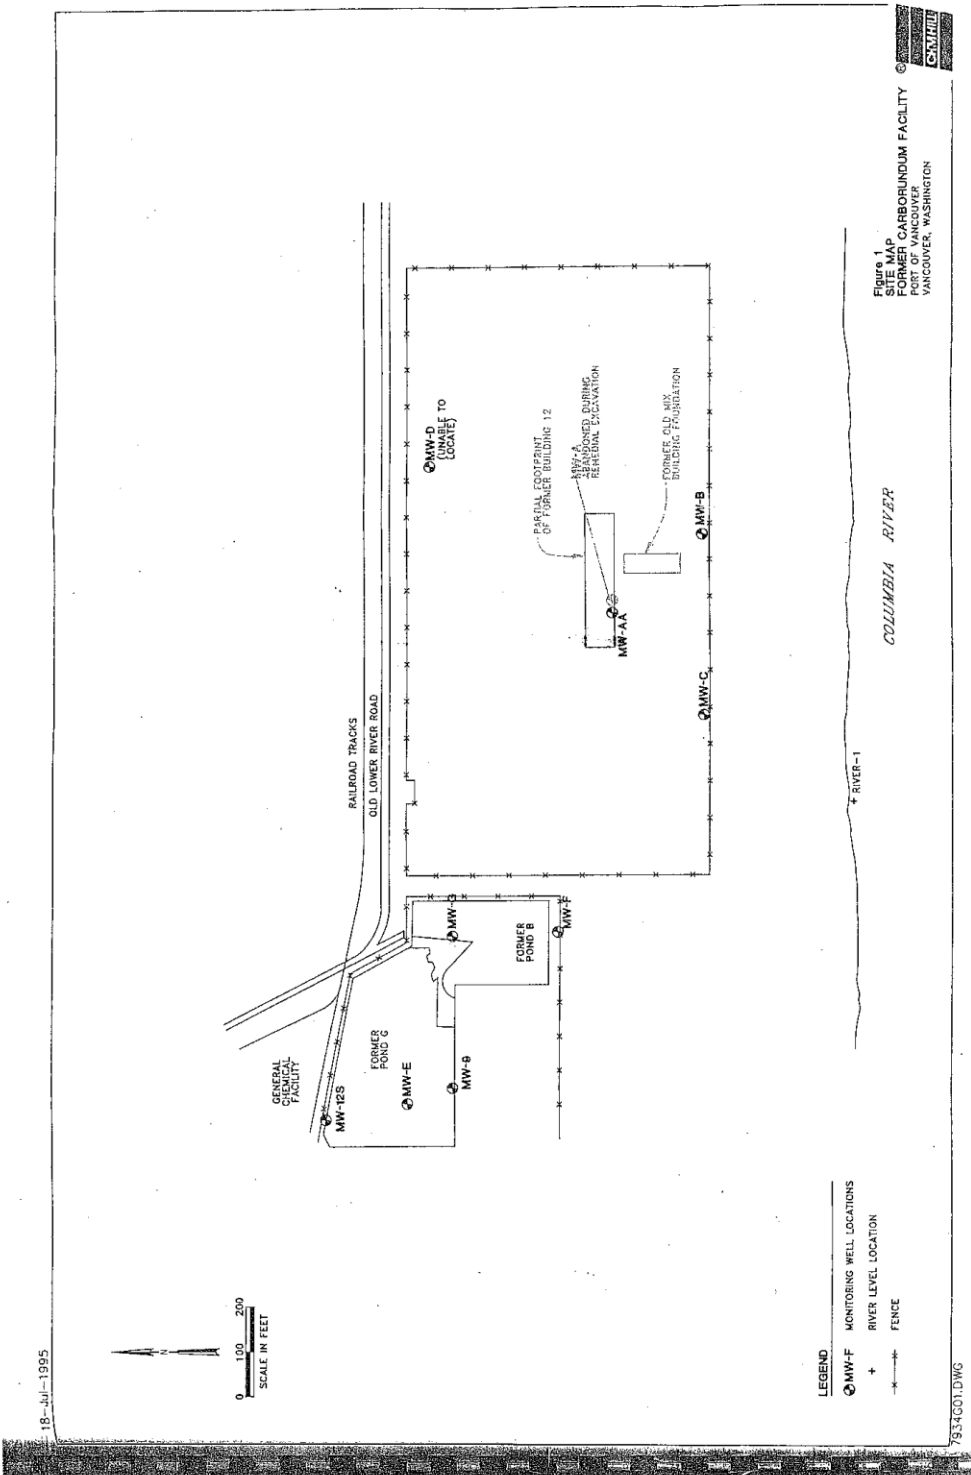 18-Jul-1995
N
0 100 200
SCALE IN FEET
GENERAL
CHEMICAL
FACILITY
RAILROAD TRACKS
OLD LOWER RIVER ROAD
MW-12S
FORMER
POND G
MW-E
MW-9
MW-G
FORMER
POND B
MW-F
MW-D
(UNABLE TO
LOCATE)
PARTIAL FOOTPRINT
OF FORMER BUILDING 12
MW-A
ABANDONED DURING
REMEDIAL EXCAVATION
MW-AA
FORMER OLD MIX
BUILDING FOUNDATION
MW-C
MW-B
+ RIVER-1
COLUMBIA RIVER
LEGEND
MW-F MONITORING WELL LOCATIONS
+ RIVER LEVEL LOCATION
FENCE
Figure 1
SITE MAP
FORMER CARBORUNDUM FACILITY
PORT OF VANCOUVER
VANCOUVER, WASHINGTON
CH2MHILL
7934G01.DWG